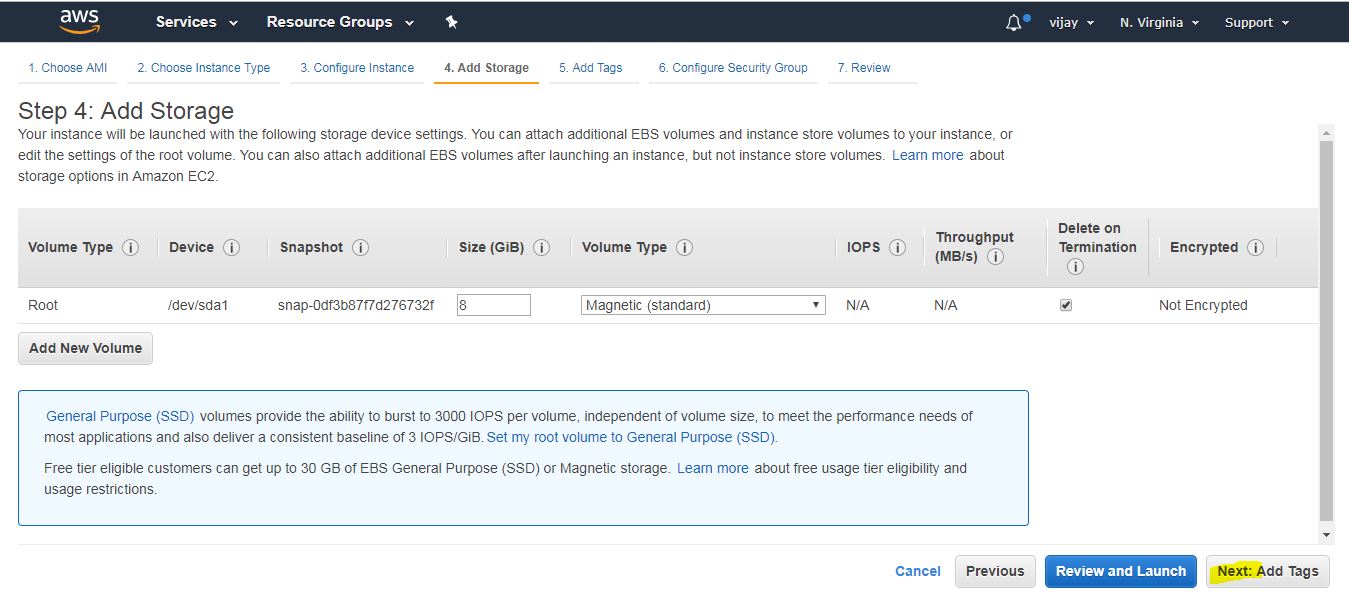 aws Services Resource Groups vijay N. Virginia Support
1. Choose AMI 2. Choose Instance Type 3. Configure Instance 4. Add Storage 5. Add Tags 6. Configure Security Group 7. Review
Step 4: Add Storage
Your instance will be launched with the following storage device settings. You can attach additional EBS volumes and instance store volumes to your instance, or
edit the settings of the root volume. You can also attach additional EBS volumes after launching an instance, but not instance store volumes. Learn more about
storage options in Amazon EC2.
Volume Type i Device i Snapshot i Size (GiB) i Volume Type i IOPS i Throughput (MB/s) i Delete on Termination i Encrypted i
Root /dev/sda1 snap-0df3b87f7d276732f 8 Magnetic (standard) N/A N/A Not Encrypted
Add New Volume
General Purpose (SSD) volumes provide the ability to burst to 3000 IOPS per volume, independent of volume size, to meet the performance needs of
most applications and also deliver a consistent baseline of 3 IOPS/GiB. Set my root volume to General Purpose (SSD).
Free tier eligible customers can get up to 30 GB of EBS General Purpose (SSD) or Magnetic storage. Learn more about free usage tier eligibility and
usage restrictions.
Cancel Previous Review and Launch Next: Add Tags